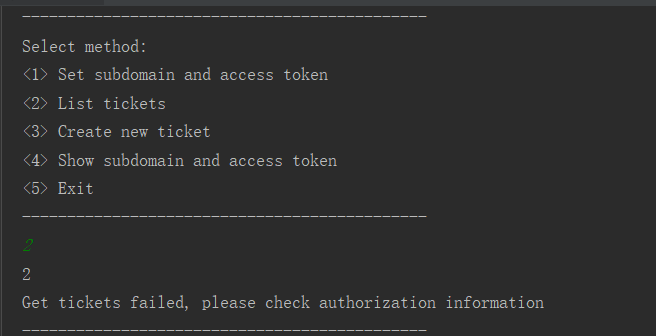 ---------------------------------------------
Select method:
<1> Set subdomain and access token
<2> List tickets
<3> Create new ticket
<4> Show subdomain and access token
<5> Exit
---------------------------------------------
2
2
Get tickets failed, please check authorization information
---------------------------------------------